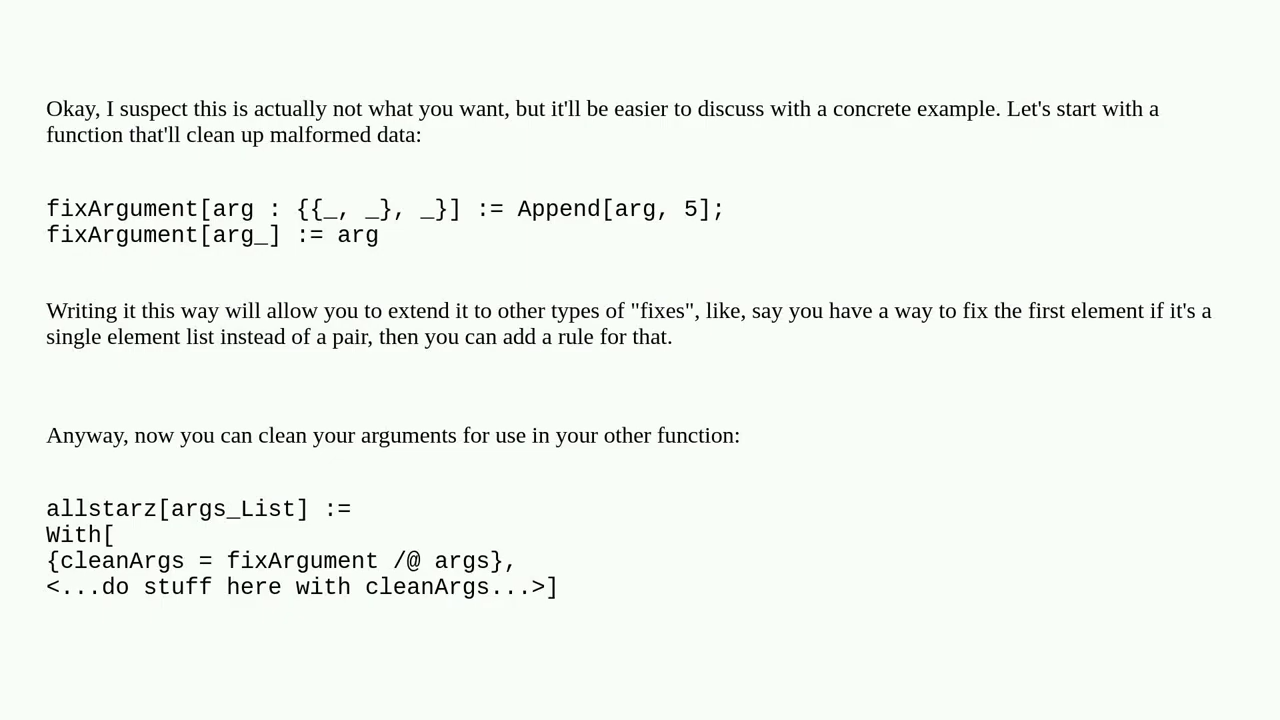 Okay, I suspect this is actually not what you want, but it'll be easier to discuss with a concrete example. Let's start with a
function that'll clean up malformed data:
fixArgument[arg : {{_, _}, _}] := Append[arg, 5];
fixArgument[arg_] := arg
Writing it this way will allow you to extend it to other types of "fixes", like, say you have a way to fix the first element if it's a
single element list instead of a pair, then you can add a rule for that.
Anyway, now you can clean your arguments for use in your other function:
allstarz[args_List] :=
With[
{cleanArgs = fixArgument /@ args},
<...do stuff here with cleanArgs...>]